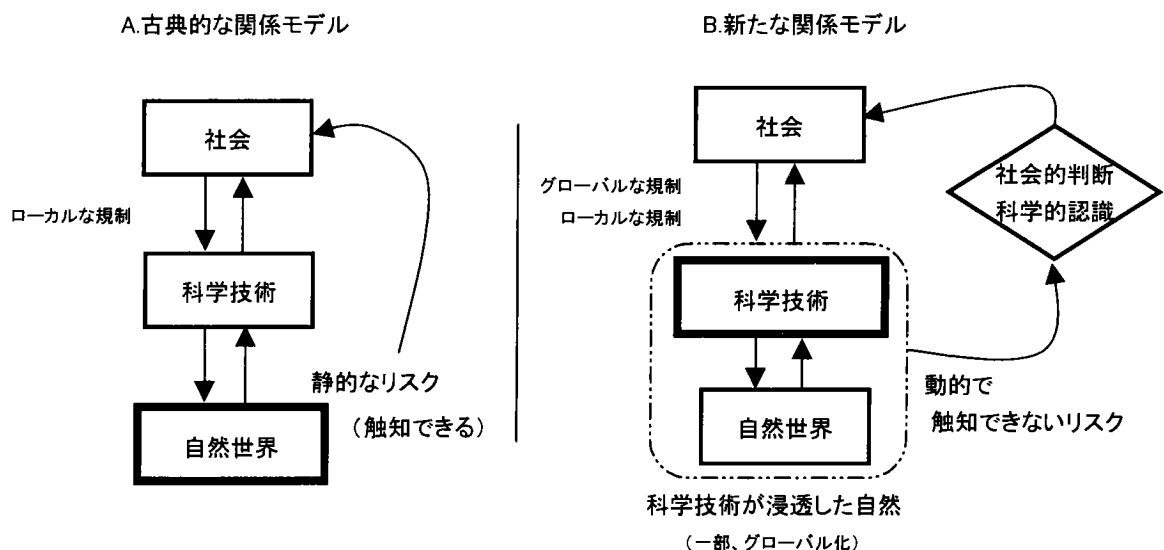 A.古典的な関係モデル
社会
ローカルな規制
科学技術
静的なリスク
（触知できる）
自然世界
B.新たな関係モデル
社会
グローバルな規制
ローカルな規制
社会的判断
科学的認識
科学技術
自然世界
動的で
触知できないリスク
科学技術が浸透した自然
（一部、グローバル化）